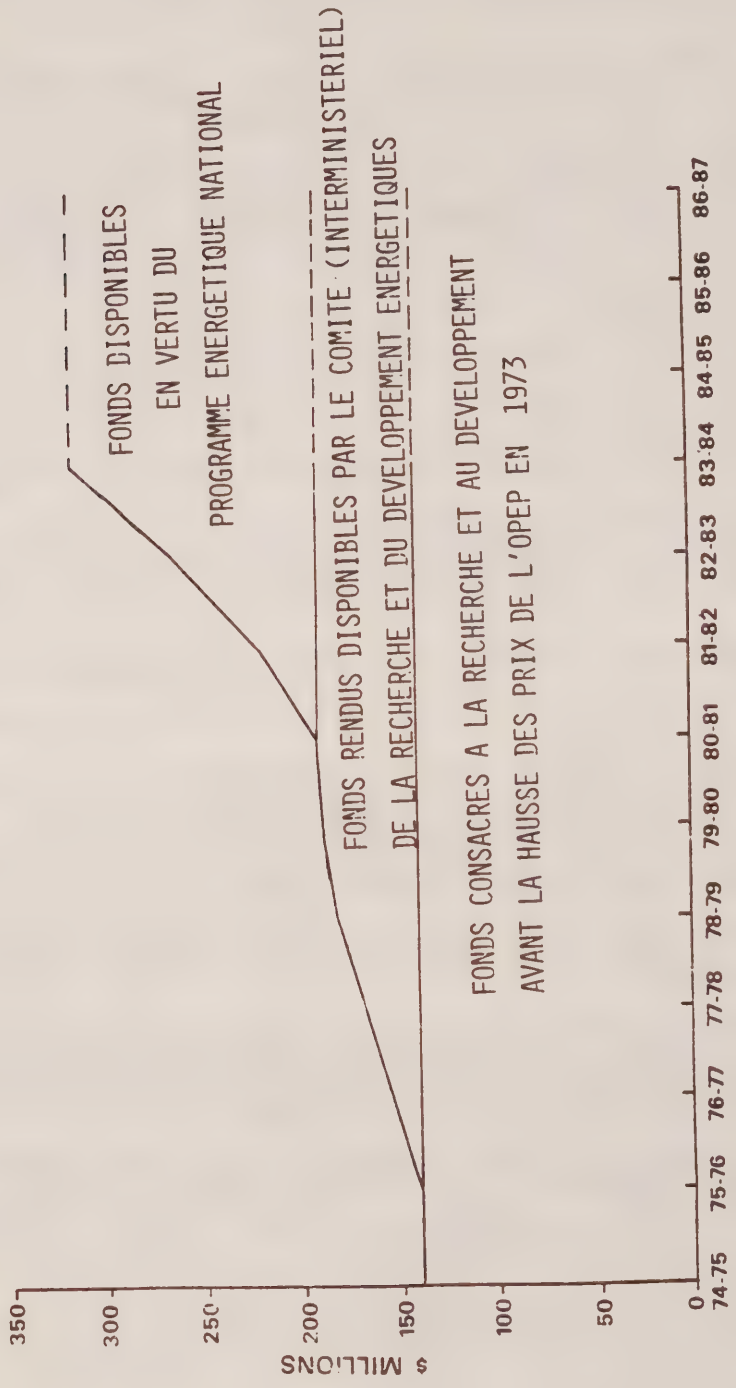 350
300
250
200
150
100
50
0
$ MILLIONS
FONDS DISPONIBLES
EN VERTU DU
PROGRAMME ENERGETIQUE NATIONAL
FONDS RENDUS DISPONIBLES PAR LE COMITE (INTERMINISTERIEL)
DE LA RECHERCHE ET DU DEVELOPPEMENT ENERGETIQUES
FONDS CONSACRES A LA RECHERCHE ET AU DEVELOPPEMENT
AVANT LA HAUSSE DES PRIX DE L'OPEP EN 1973
74-75 75-76 76-77 77-78 78-79 79-80 80-81 81-82 82-83 83-84 84-85 85-86 86-87